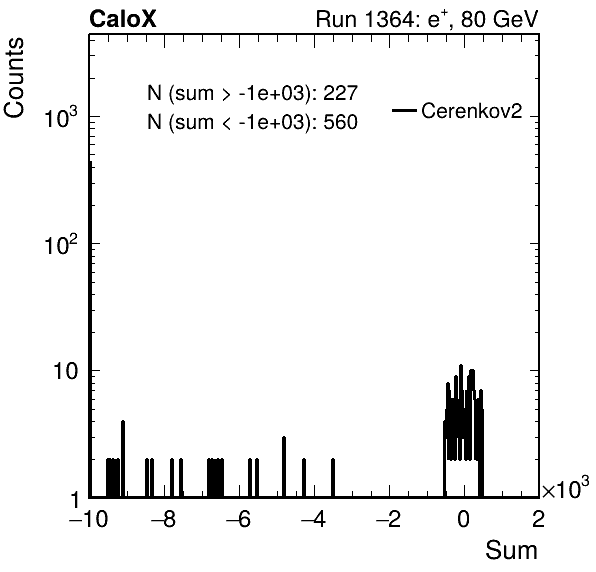 CaloX Run 1364: e⁺, 80 GeV
Counts
N (sum > -1e+03): 227
N (sum < -1e+03): 560
Cerenkov2
10³
10²
10
1
−10 −8 −6 −4 −2 0 2
×10³
Sum